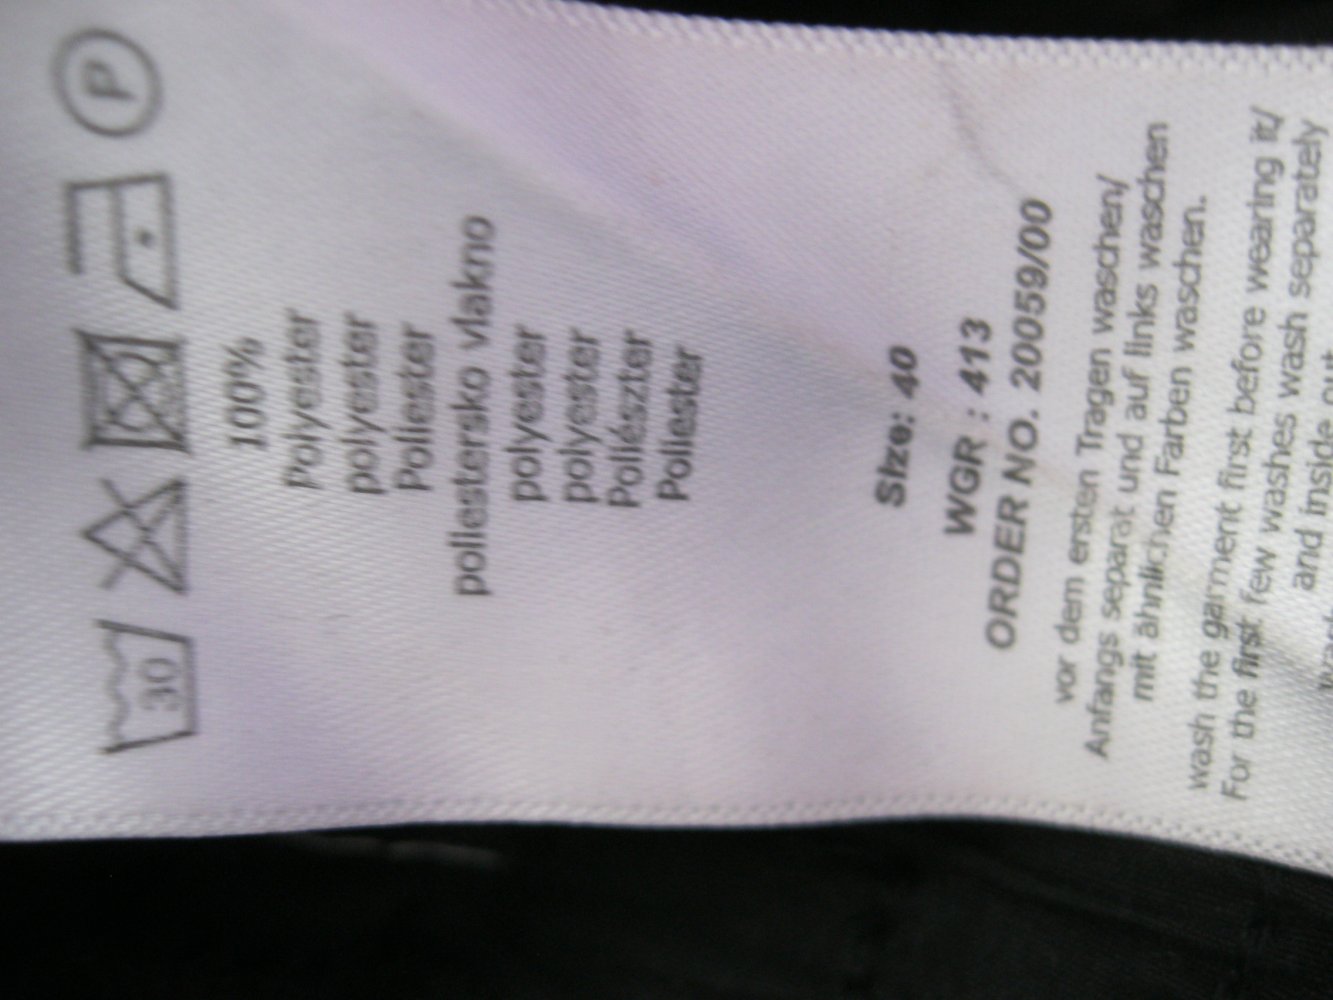 30
P
100%
Polyester
polyester
Poliester
poliestersko vlakno
polyester
polyester
Poliészter
Poliester
Size: 40
WGR : 413
ORDER NO. 20059/00
vor dem ersten Tragen waschen/
Anfangs separat und auf links waschen
mit ähnlichen Farben waschen.
wash the garment first before wearing it/
For the first few washes wash separately
and inside out